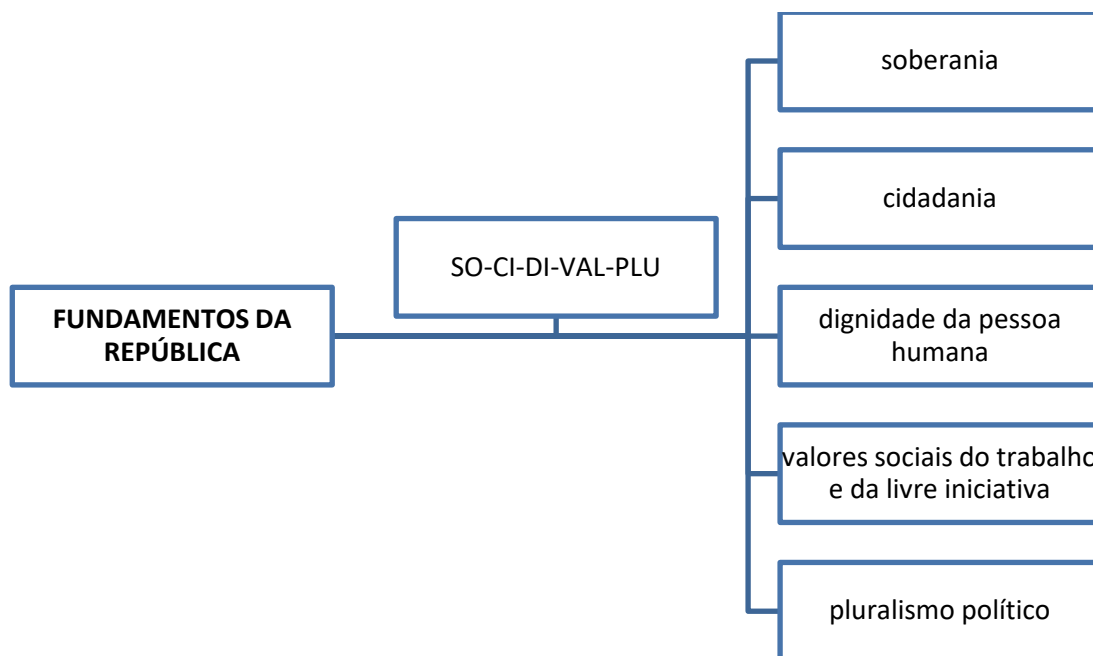 FUNDAMENTOS DA
REPÚBLICA
SO-CI-DI-VAL-PLU
soberania
cidadania
dignidade da pessoa
humana
valores sociais do trabalho
e da livre iniciativa
pluralismo político